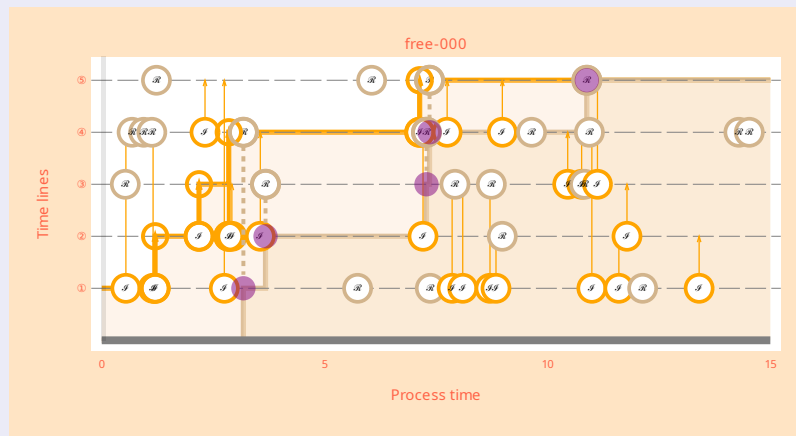 free-000
⑤ ℛ ℛ ℐ ℛ
④ ℛ ℛ ℛ ℐ ℛ ℐ ℛ ℐ ℐ ℛ ℛ ℛ ℛ
③ ℛ ℛ ℛ ℛ ℐ ℛ ℐ
② ℐ ℐ ℐ ℛ ℐ
① ℐ ℐ ℐ ℛ ℛ ℐ ℐ ℐ ℐ ℐ ℐ ℛ ℐ
0 5 10 15
Process time
Time lines